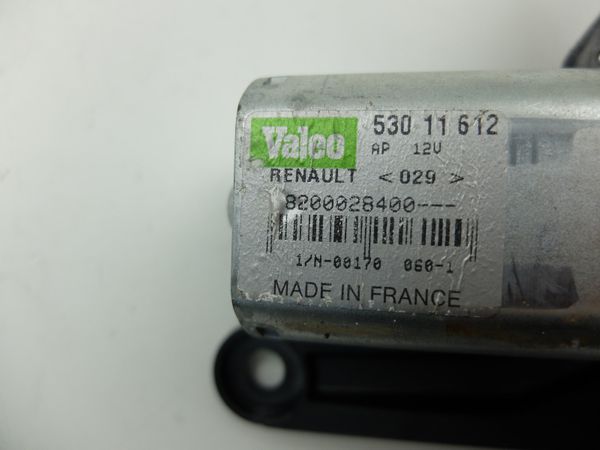 Valeo 530 11 612
AP 12V
RENAULT <029>
8200028400---
1/N-00170 060-1
MADE IN FRANCE